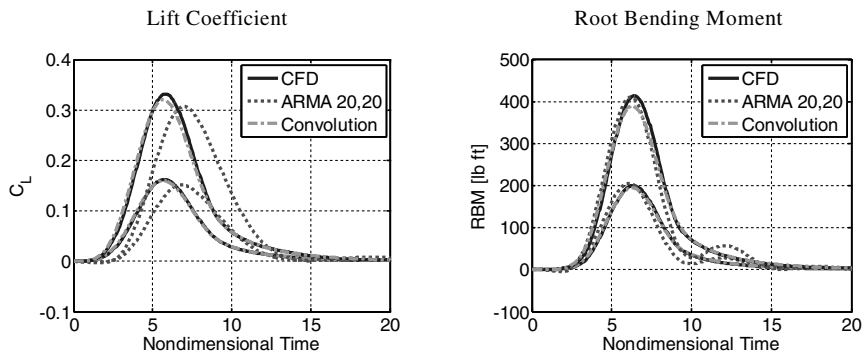 Lift Coefficient
0.4
0.3
0.2
0.1
0
-0.1
C_L
0 5 10 15 20
Nondimensional Time
CFD
ARMA 20,20
Convolution
Root Bending Moment
500
400
300
200
100
0
-100
RBM [lb ft]
0 5 10 15 20
Nondimensional Time
CFD
ARMA 20,20
Convolution